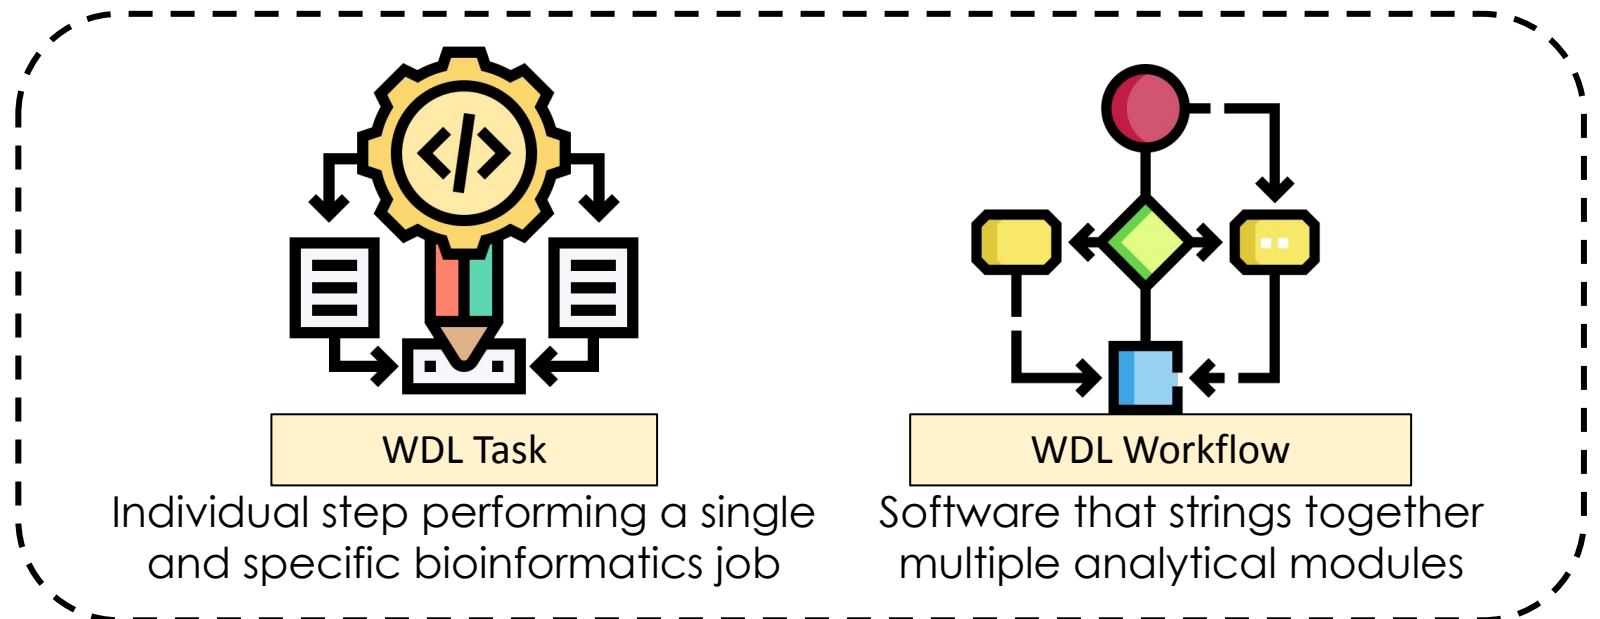 WDL Task
Individual step performing a single
and specific bioinformatics job
WDL Workflow
Software that strings together
multiple analytical modules